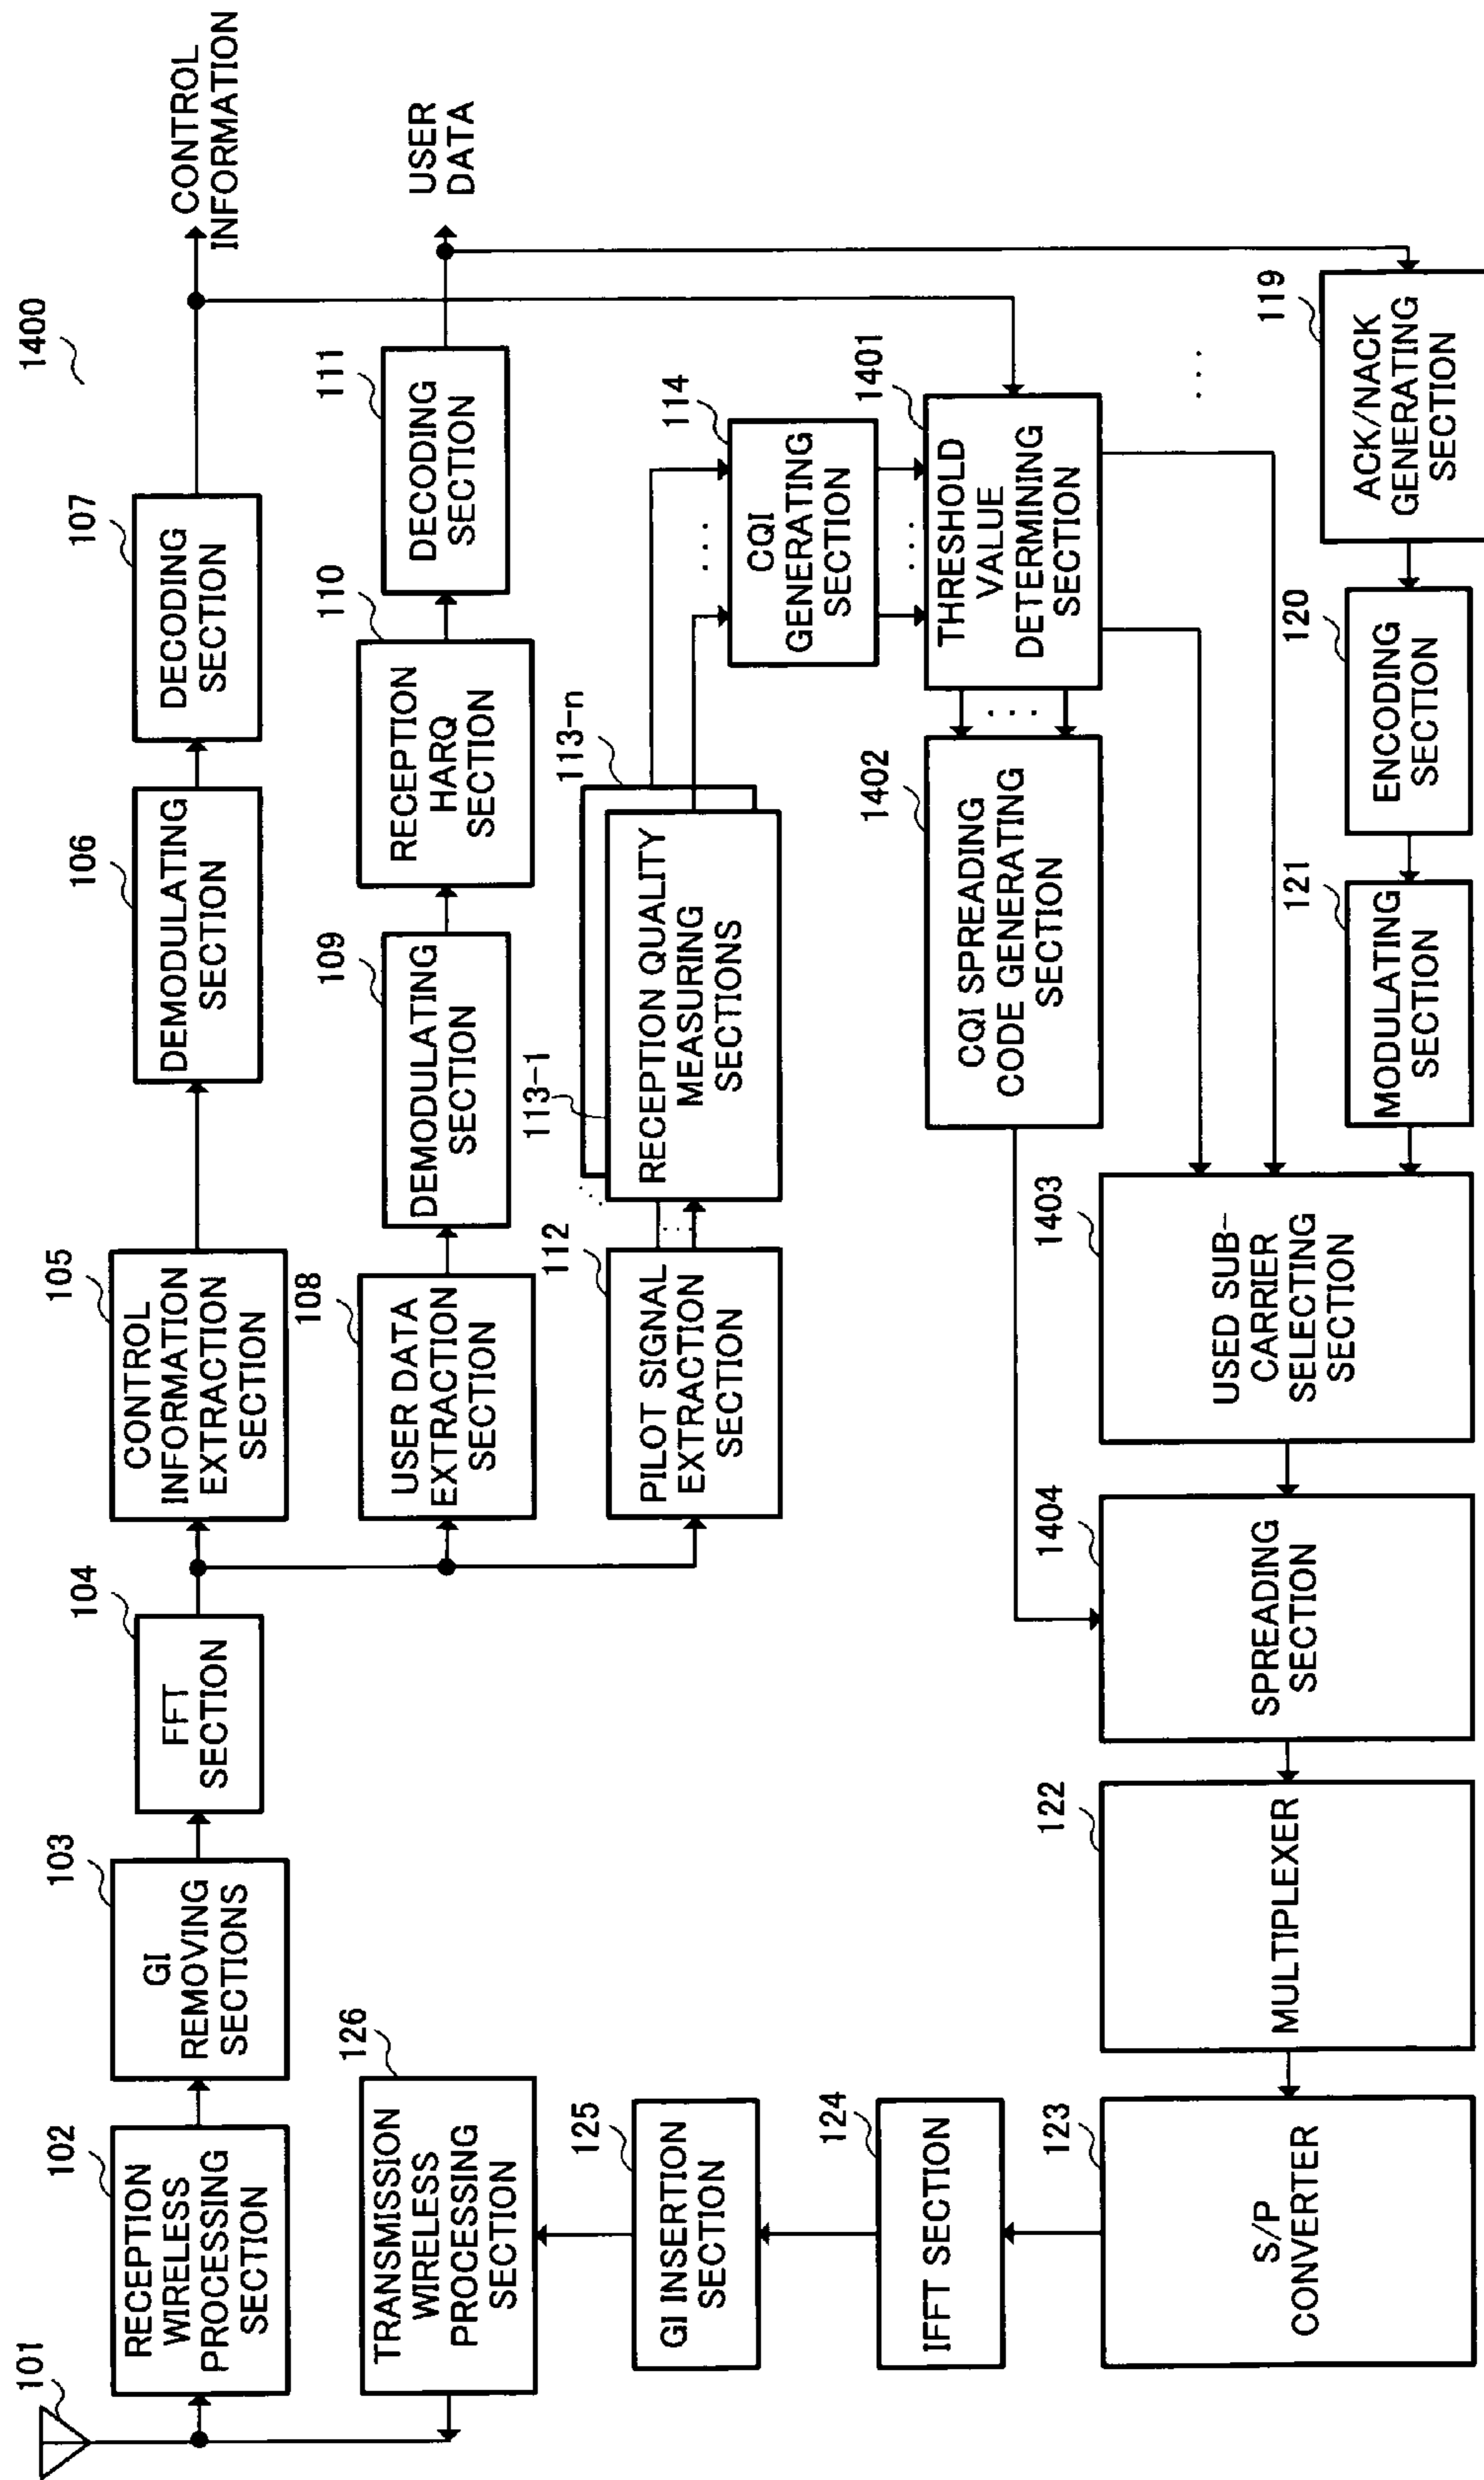 1400
101
102
RECEPTION
WIRELESS
PROCESSING
SECTION
103
GI
REMOVING
SECTIONS
104
FFT
SECTION
105
CONTROL
INFORMATION
EXTRACTION
SECTION
106
DEMODULATING
SECTION
107
DECODING
SECTION
CONTROL
INFORMATION
108
USER DATA
EXTRACTION
SECTION
109
DEMODULATING
SECTION
110
RECEPTION
HARQ
SECTION
111
DECODING
SECTION
USER
DATA
112
PILOT SIGNAL
EXTRACTION
SECTION
113-1
113-n
RECEPTION QUALITY
MEASURING
SECTIONS
114
CQI
GENERATING
SECTION
1401
THRESHOLD
VALUE
DETERMINING
SECTION
1402
CQI SPREADING
CODE GENERATING
SECTION
119
ACK/NACK
GENERATING
SECTION
120
ENCODING
SECTION
121
MODULATING
SECTION
1403
USED SUB-
CARRIER
SELECTING
SECTION
1404
SPREADING
SECTION
122
MULTIPLEXER
123
S/P
CONVERTER
124
IFFT SECTION
125
GI INSERTION
SECTION
126
TRANSMISSION
WIRELESS
PROCESSING
SECTION